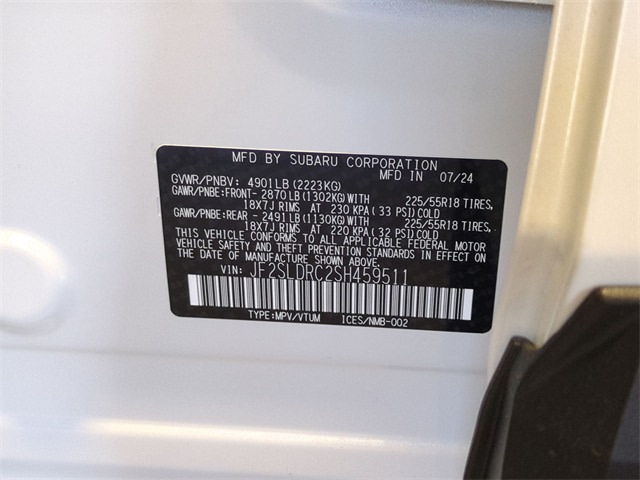 MFD BY SUBARU CORPORATION
MFD IN 07/24
GVWR/PNBV: 4901LB (2223KG)
GAWR/PNBE:FRONT- 2870LB (1302KG) WITH 225/55R18 TIRES,
18X7J RIMS AT 230 KPA ( 33 PSI) COLD
GAWR/PNBE:REAR - 2491LB (1130KG) WITH 225/55R18 TIRES,
18X7J RIMS AT 220 KPA ( 32 PSI) COLD
THIS VEHICLE CONFORMS TO ALL APPLICABLE FEDERAL MOTOR
VEHICLE SAFETY AND THEFT PREVENTION STANDARDS IN EFFECT ON
THE DATE OF MANUFACTURE SHOWN ABOVE.
VIN: JF2SLDRC2SH459511
TYPE:MPV/VTUM ICES/NMB-002